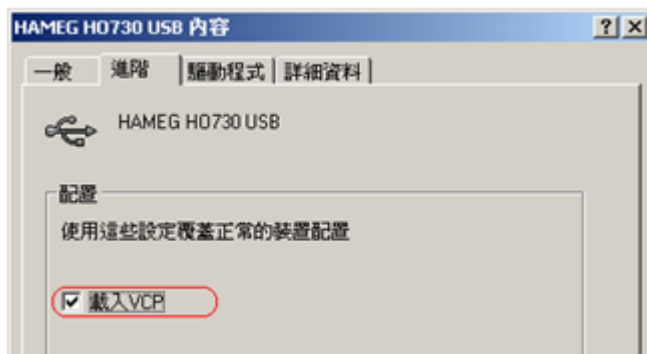 HAMEG HO730 USB 內容
一般 進階 驅動程式 詳細資料
HAMEG HO730 USB
配置
使用這些設定覆蓋正常的裝置配置
載入VCP